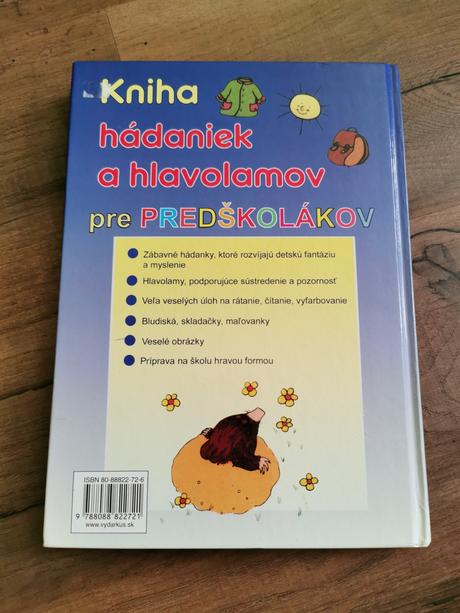 Kniha
hádaniek
a hlavolamov
pre PREDŠKOLÁKOV
Zábavné hádanky, ktoré rozvíjajú detskú fantáziu
a myslenie
Hlavolamy, podporujúce sústredenie a pozornosť
Veľa veselých úloh na rátanie, čítanie, vyfarbovanie
Bludiská, skladačky, maľovanky
Veselé obrázky
Príprava na školu hravou formou
ISBN 80-88822-72-6
9 788088 822721
www.vydarkus.sk